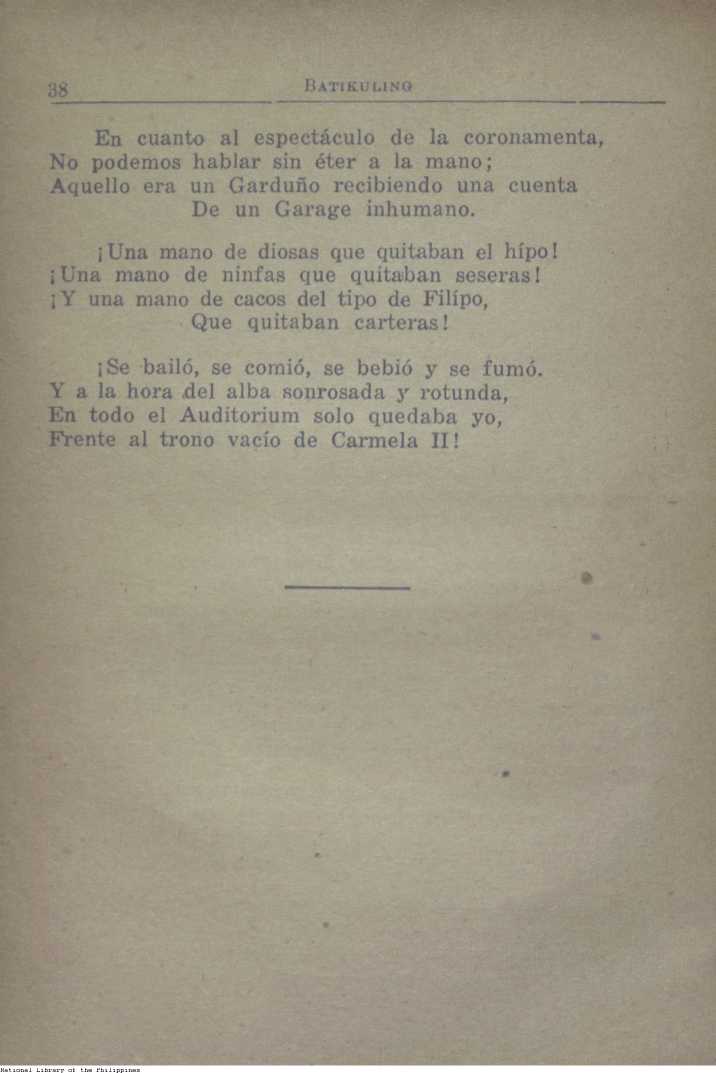 38 BATIKULING
En cuanto al espectáculo de la coronamenta,
No podemos hablar sin éter a la mano;
Aquello era un Garduño recibiendo una cuenta
De un Garage inhumano.
¡Una mano de diosas que quitaban el hípo!
¡Una mano de ninfas que quitaban seseras!
¡Y una mano de cacos del tipo de Filípo,
Que quitaban carteras!
¡Se bailó, se comió, se bebió y se fumó.
Y a la hora del alba sonrosada y rotunda,
En todo el Auditorium solo quedaba yo,
Frente al trono vacío de Carmela II!
National Library of the Philippines